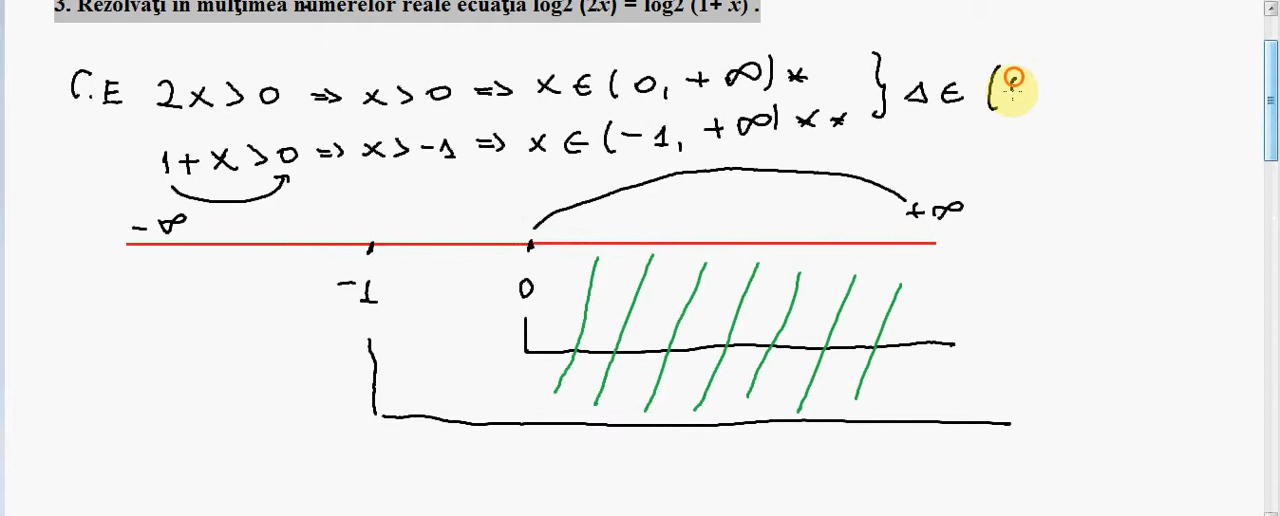 3. Rezolvaţi în mulţimea numerelor reale ecuaţia log2 (2x) = log2 (1+ x) .
C.E 2x > 0 => x > 0 => x ∈ (0, +∞) * } Δ ∈ (
1 + x > 0 => x > -1 => x ∈ (-1, +∞) **
-∞ +∞
-1 0